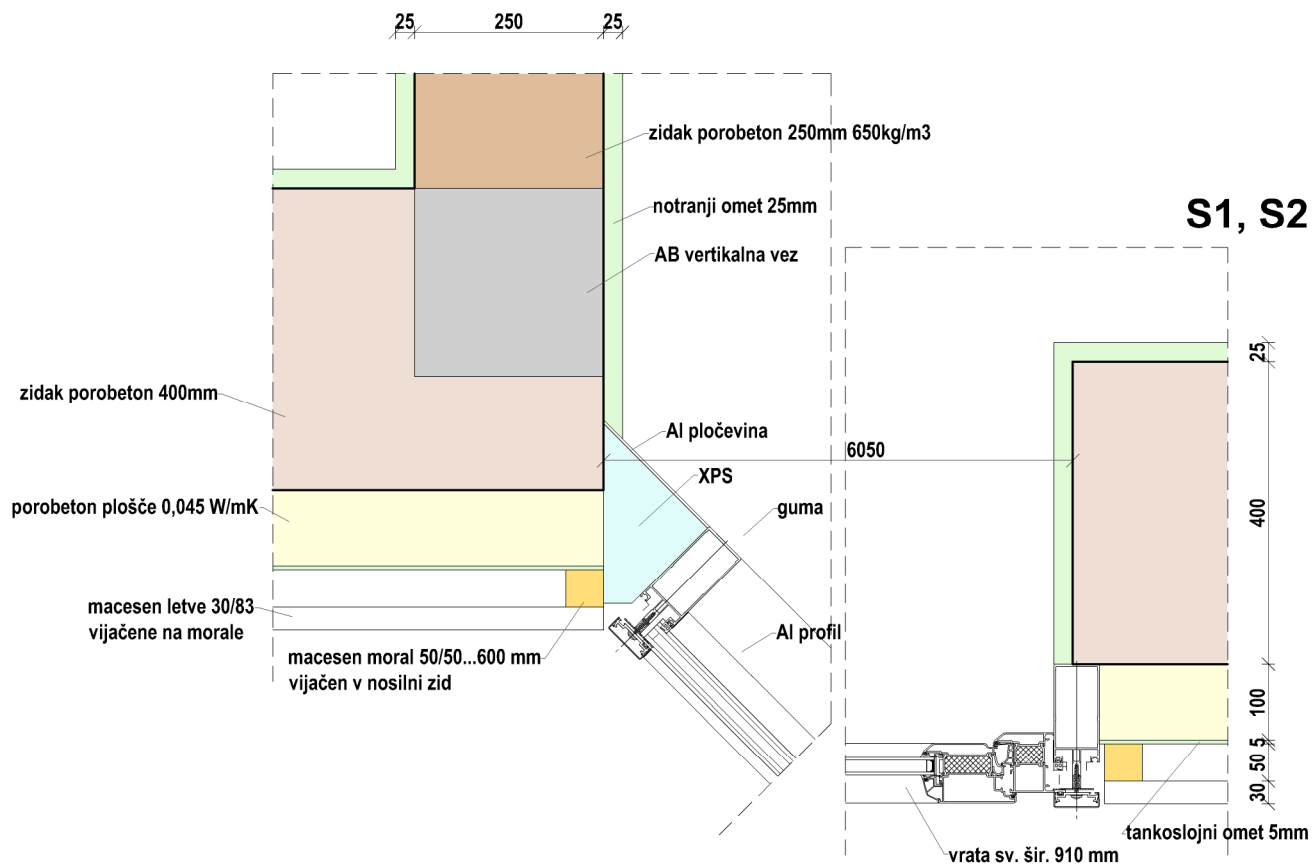 25
250
25
zidak porobeton 250mm 650kg/m3
notranji omet 25mm
S1, S2
AB vertikalna vez
25
zidak porobeton 400mm
Al pločevina
6050
XPS
400
porobeton plošče 0,045 W/mK
guma
macesen letve 30/83
vijačene na morale
Al profil
macesen moral 50/50...600 mm
vijačen v nosilni zid
100
5
50
30
tankoslojni omet 5mm
vrata sv. šir. 910 mm